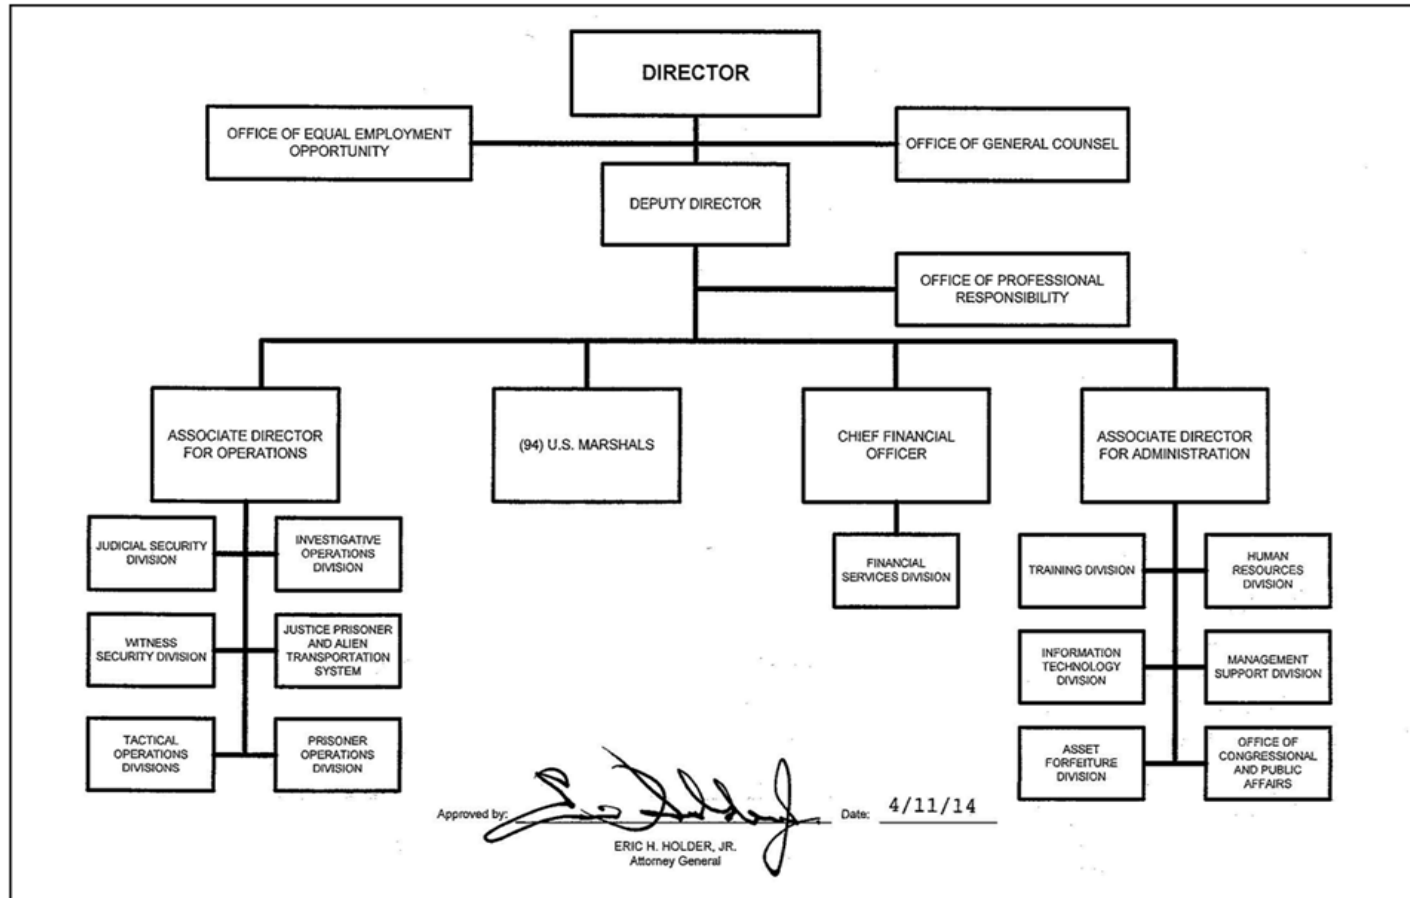 DIRECTOR
OFFICE OF EQUAL EMPLOYMENT
OPPORTUNITY
OFFICE OF GENERAL COUNSEL
DEPUTY DIRECTOR
OFFICE OF PROFESSIONAL
RESPONSIBILITY
ASSOCIATE DIRECTOR
FOR OPERATIONS
(94) U.S. MARSHALS
CHIEF FINANCIAL
OFFICER
ASSOCIATE DIRECTOR
FOR ADMINISTRATION
JUDICIAL SECURITY
DIVISION
INVESTIGATIVE
OPERATIONS
DIVISION
FINANCIAL
SERVICES DIVISION
TRAINING DIVISION
HUMAN
RESOURCES
DIVISION
WITNESS
SECURITY DIVISION
JUSTICE PRISONER
AND ALIEN
TRANSPORTATION
SYSTEM
INFORMATION
TECHNOLOGY
DIVISION
MANAGEMENT
SUPPORT DIVISION
TACTICAL
OPERATIONS
DIVISIONS
PRISONER
OPERATIONS
DIVISION
ASSET
FORFEITURE
DIVISION
OFFICE OF
CONGRESSIONAL
AND PUBLIC
AFFAIRS
Approved by:
Date: 4/11/14
ERIC H. HOLDER, JR.
Attorney General